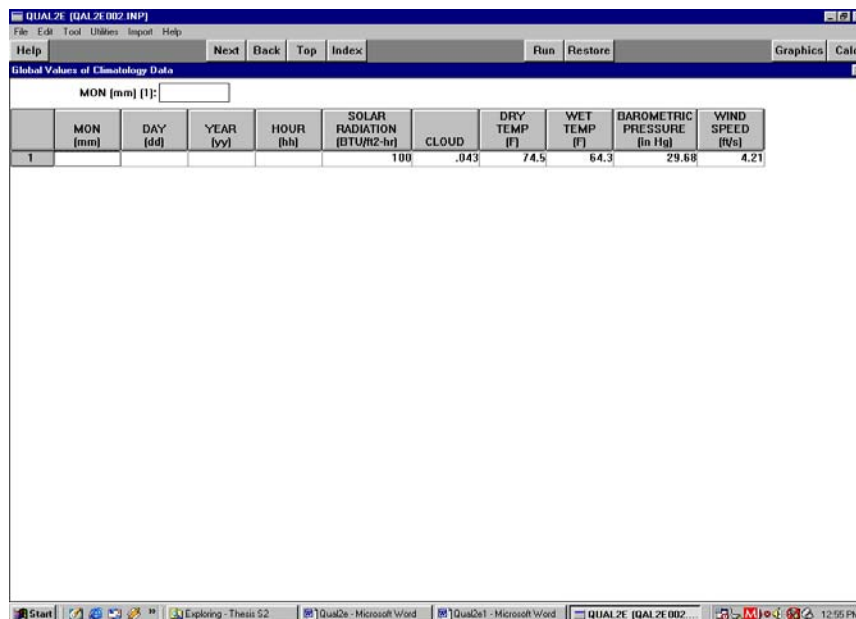 QUAL2E (QAL2E002.INP)
File Edit Tool Utilities Import Help
Help Next Back Top Index Run Restore Graphics Calc
Global Values of Climatology Data
MON (mm) [1]:
MON (mm) DAY (dd) YEAR (yy) HOUR (hh) SOLAR RADIATION (BTU/ft2-hr) CLOUD DRY TEMP (F) WET TEMP (F) BAROMETRIC PRESSURE (in Hg) WIND SPEED (ft/s)
1 100 .043 74.5 64.3 29.68 4.21
Start » Exploring - Thesis S2 Qual2e - Microsoft Word Qual2e1 - Microsoft Word QUAL2E (QAL2E002.... 12:55 PM